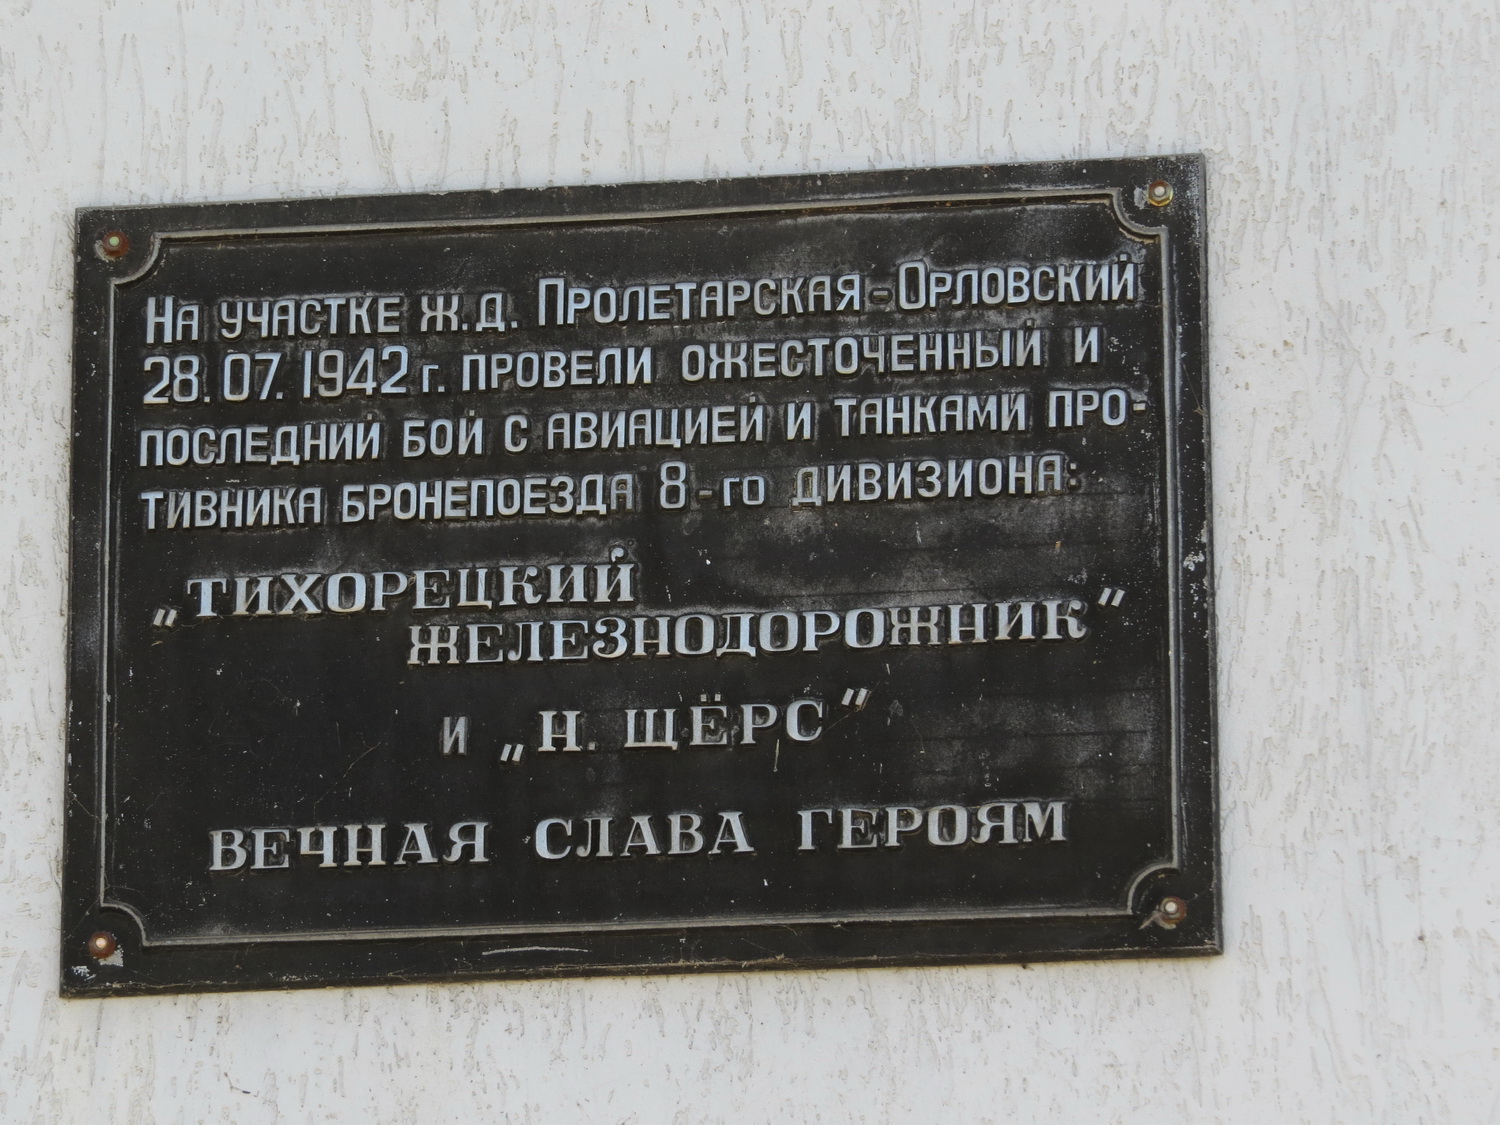 На участке ж.д. Пролетарская-Орловский
28.07.1942 г. провели ожесточенный и
последний бой с авиацией и танками про-
тивника бронепоезда 8-го дивизиона:
„ТИХОРЕЦКИЙ
ЖЕЛЕЗНОДОРОЖНИК"
и „Н. ЩЁРС"
ВЕЧНАЯ СЛАВА ГЕРОЯМ